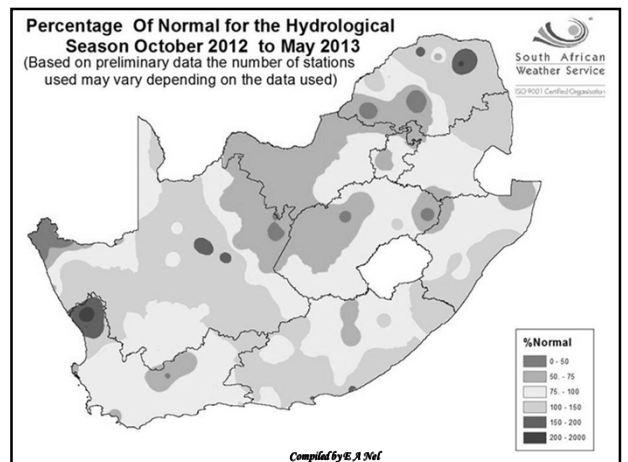 Percentage Of Normal for the Hydrological
Season October 2012 to May 2013
(Based on preliminary data the number of stations
used may vary depending on the data used)
South African
Weather Service
ISO 9001 Certified Organisation
%Normal
0 - 50
50. - 75
75. - 100
100 - 150
150 - 200
200 - 2000
Compiled by E A Nel